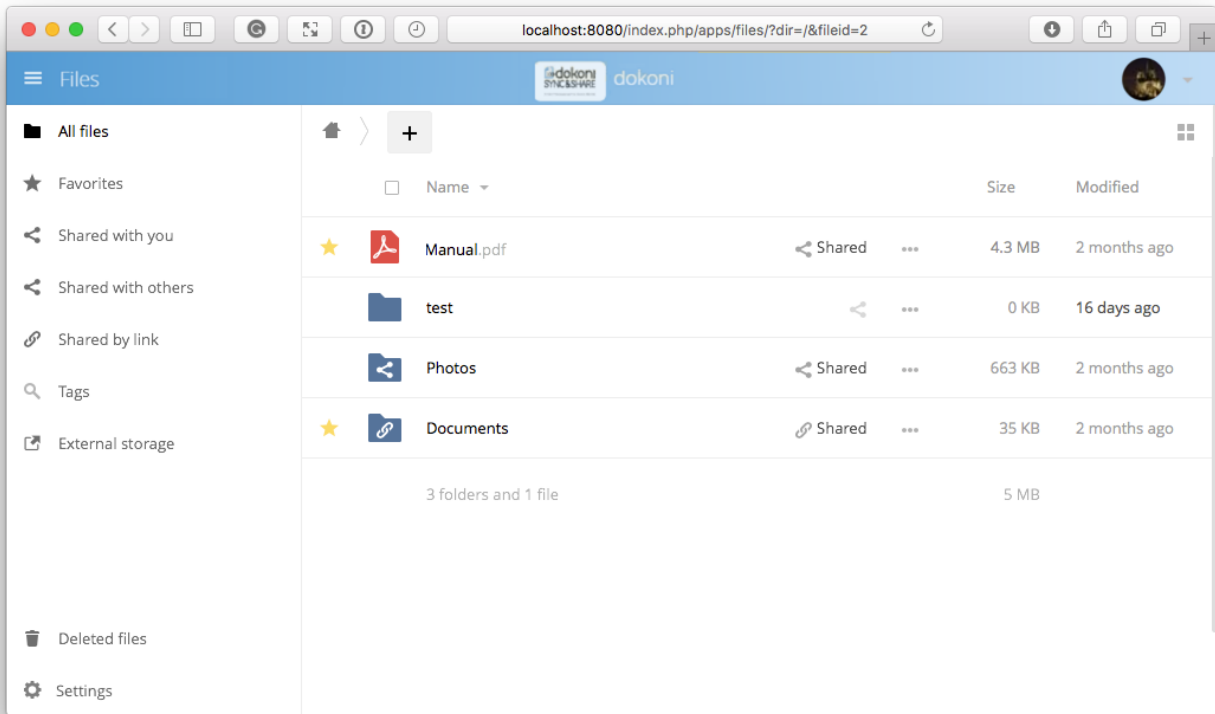 localhost:8080/index.php/apps/files/?dir=/&fileid=2
Files
dokoni
SYNC&SHARE
dokoni
All files
Favorites
Shared with you
Shared with others
Shared by link
Tags
External storage
Deleted files
Settings
Name Size Modified
Manual.pdf Shared 4.3 MB 2 months ago
test 0 KB 16 days ago
Photos Shared 663 KB 2 months ago
Documents Shared 35 KB 2 months ago
3 folders and 1 file 5 MB